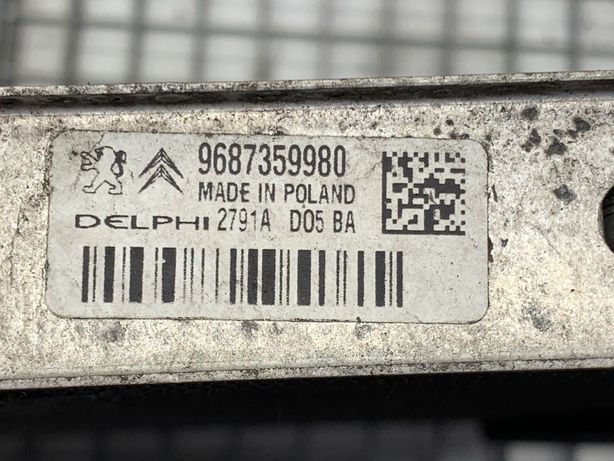 9687359980
MADE IN POLAND
DELPHI 2791A D05 BA